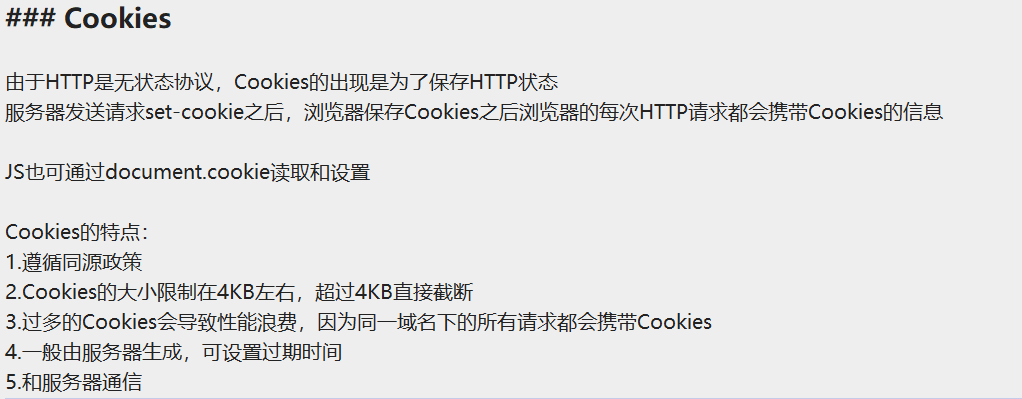 ### Cookies
由于HTTP是无状态协议，Cookies的出现是为了保存HTTP状态
服务器发送请求set-cookie之后，浏览器保存Cookies之后浏览器的每次HTTP请求都会携带Cookies的信息
JS也可通过document.cookie读取和设置
Cookies的特点：
1.遵循同源政策
2.Cookies的大小限制在4KB左右，超过4KB直接截断
3.过多的Cookies会导致性能浪费，因为同一域名下的所有请求都会携带Cookies
4.一般由服务器生成，可设置过期时间
5.和服务器通信